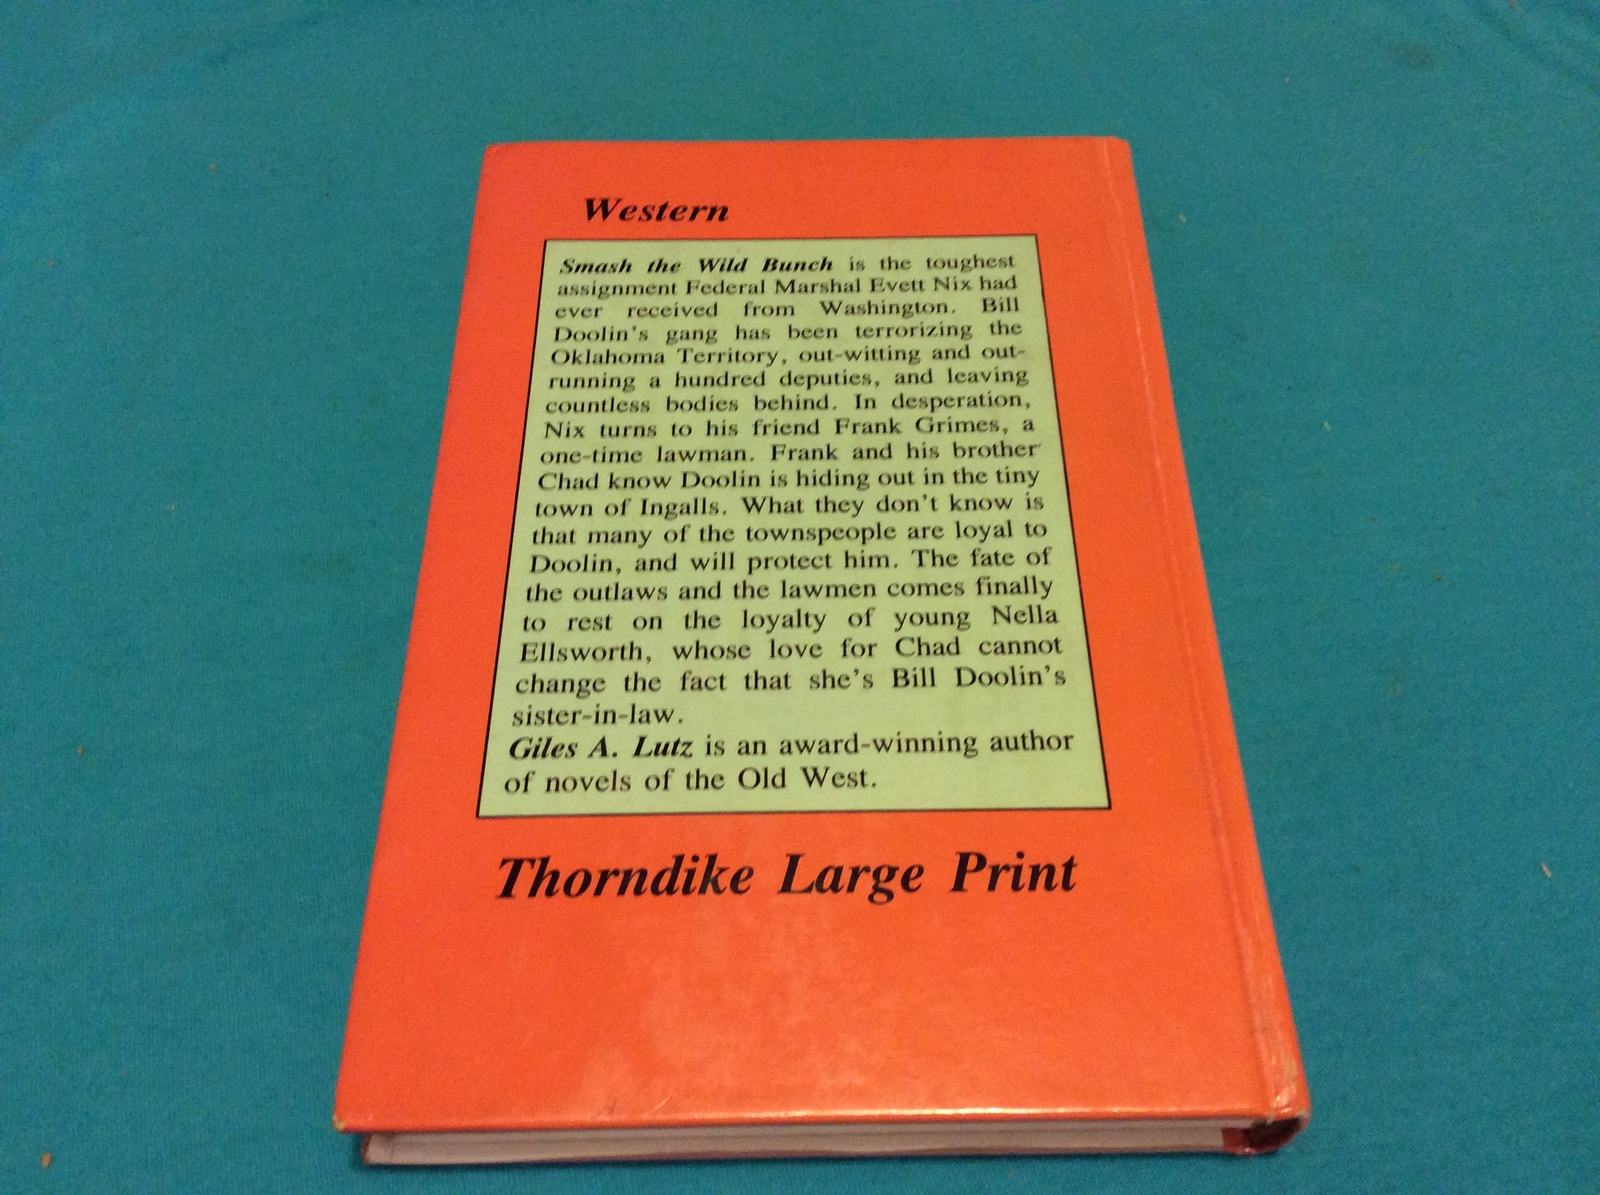 Western
Smash the Wild Bunch is the toughest
assignment Federal Marshal Evett Nix had
ever received from Washington. Bill
Doolin's gang has been terrorizing the
Oklahoma Territory, out-witting and out-
running a hundred deputies, and leaving
countless bodies behind. In desperation,
Nix turns to his friend Frank Grimes, a
one-time lawman. Frank and his brother
Chad know Doolin is hiding out in the tiny
town of Ingalls. What they don't know is
that many of the townspeople are loyal to
Doolin, and will protect him. The fate of
the outlaws and the lawmen comes finally
to rest on the loyalty of young Nella
Ellsworth, whose love for Chad cannot
change the fact that she's Bill Doolin's
sister-in-law.
Giles A. Lutz is an award-winning author
of novels of the Old West.
Thorndike Large Print